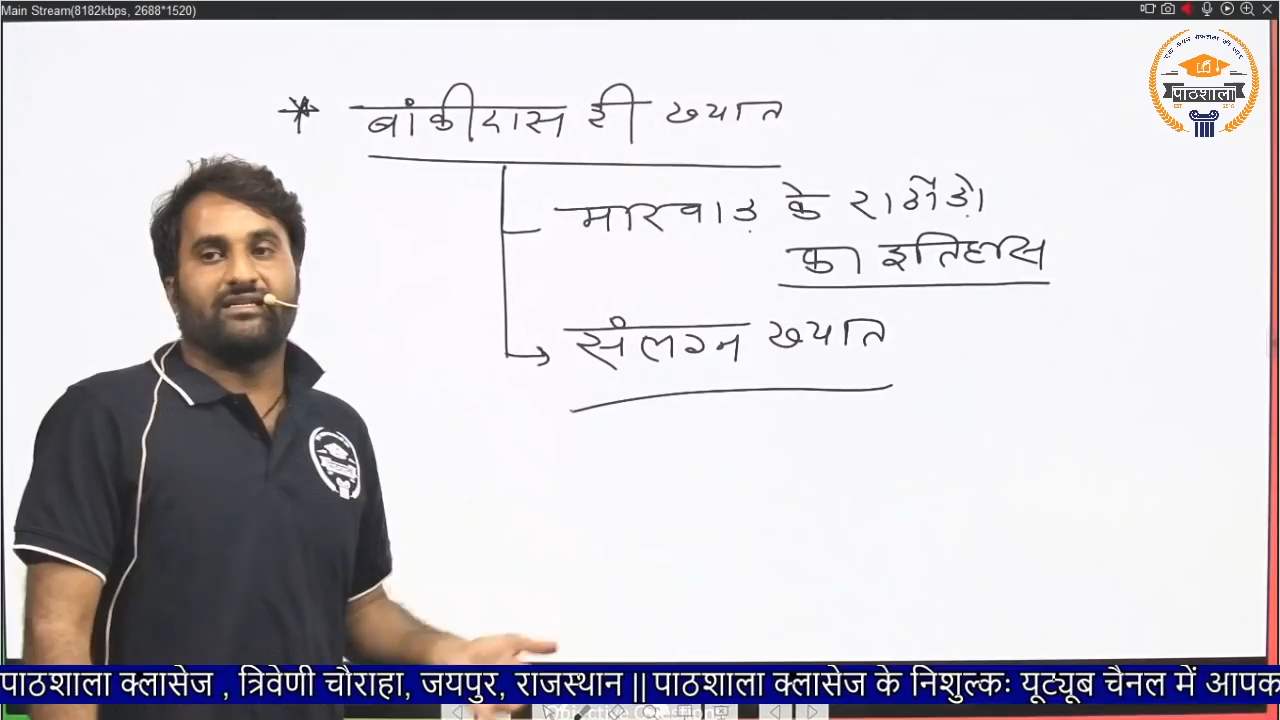 Main Stream(8182kbps, 2688*1520)
पाठशाला
* बांकीदास री ख्यात
मारवाड़ के राठौड़ो
का इतिहास
संलग्न ख्यात
पाठशाला क्लासेज , त्रिवेणी चौराहा, जयपुर, राजस्थान || पाठशाला क्लासेज के निशुल्कः यूट्यूब चैनल में आपक